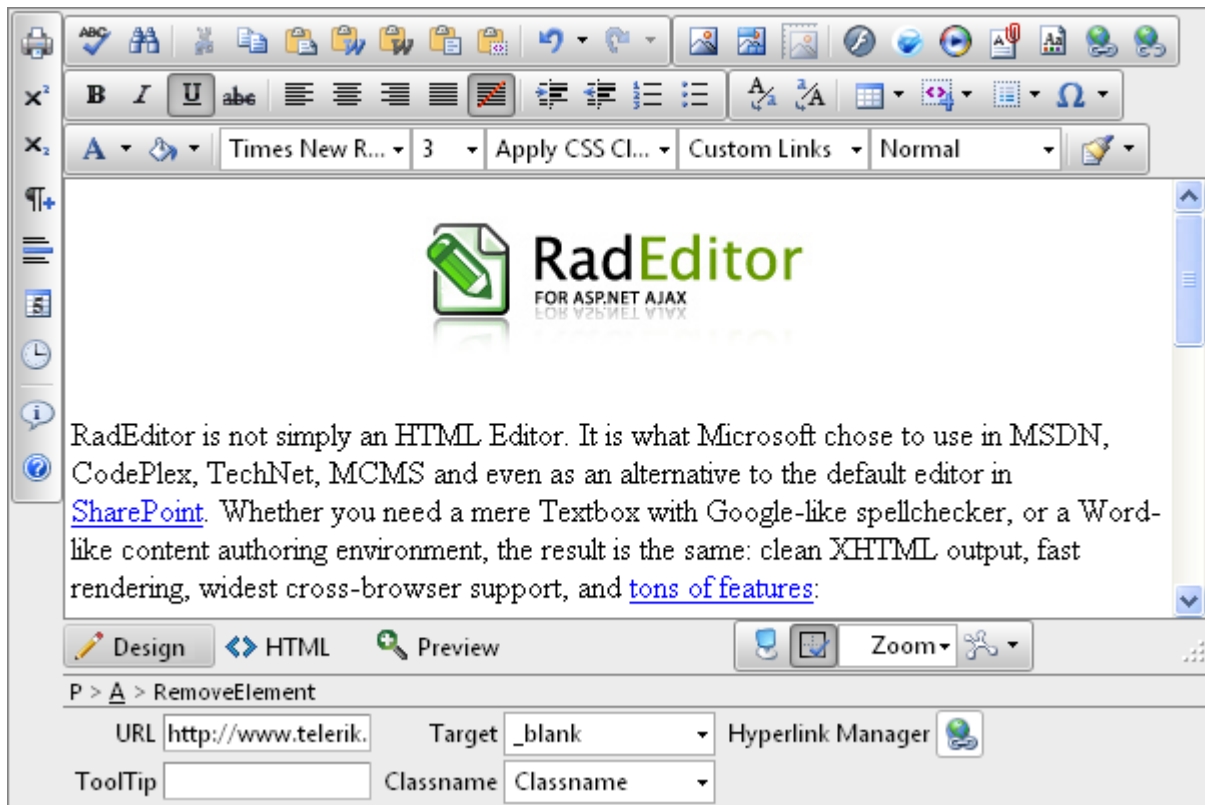 ABC
B I U abc
A Times New R... 3 Apply CSS Cl... Custom Links Normal
RadEditor
FOR ASP.NET AJAX
RadEditor is not simply an HTML Editor. It is what Microsoft chose to use in MSDN,
CodePlex, TechNet, MCMS and even as an alternative to the default editor in
SharePoint. Whether you need a mere Textbox with Google-like spellchecker, or a Word-
like content authoring environment, the result is the same: clean XHTML output, fast
rendering, widest cross-browser support, and tons of features:
Design HTML Preview Zoom
P > A > RemoveElement
URL http://www.telerik. Target _blank Hyperlink Manager
ToolTip Classname Classname